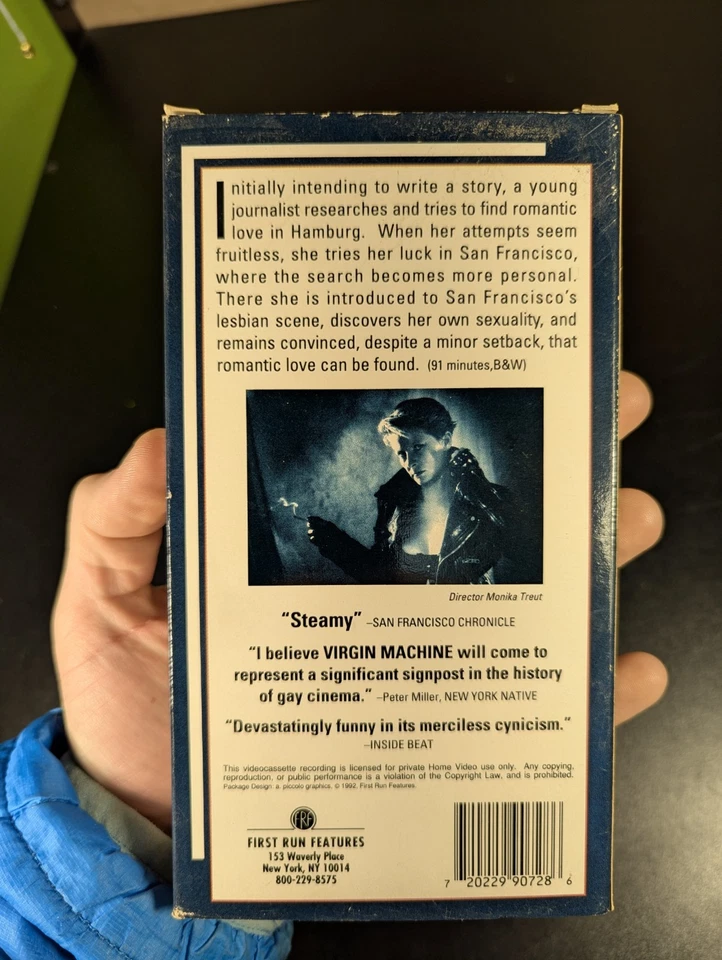 Initially intending to write a story, a young
journalist researches and tries to find romantic
love in Hamburg. When her attempts seem
fruitless, she tries her luck in San Francisco,
where the search becomes more personal.
There she is introduced to San Francisco's
lesbian scene, discovers her own sexuality, and
remains convinced, despite a minor setback, that
romantic love can be found. (91 minutes,B&W)
Director Monika Treut
"Steamy" –SAN FRANCISCO CHRONICLE
"I believe VIRGIN MACHINE will come to
represent a significant signpost in the history
of gay cinema." –Peter Miller, NEW YORK NATIVE
"Devastatingly funny in its merciless cynicism."
–INSIDE BEAT
This videocassette recording is licensed for private Home Video use only. Any copying,
reproduction, or public performance is a violation of the Copyright Law, and is prohibited.
Package Design a. piccolo graphics. © 1992. First Run Features.
FRF
FIRST RUN FEATURES
153 Waverly Place
New York, NY 10014
800-229-8575
7 20229 90728 6